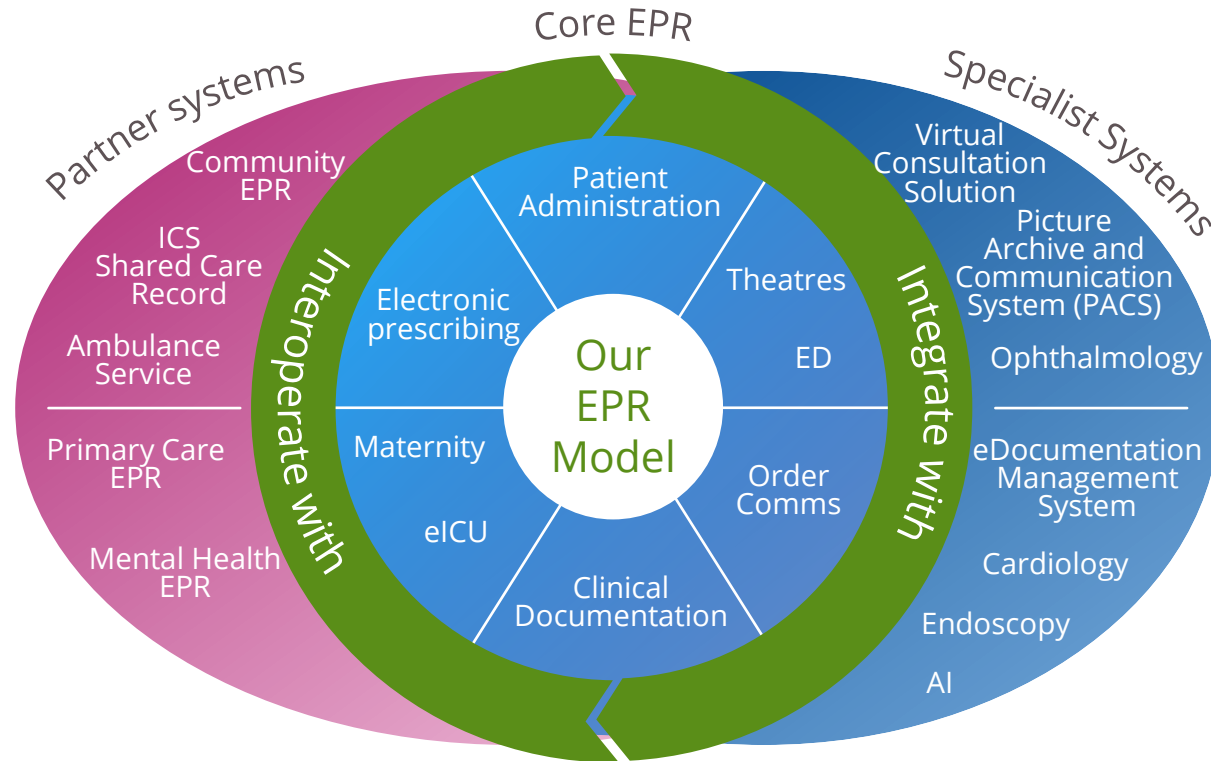 Core EPR
Partner systems
Specialist Systems
Community
EPR
ICS
Shared Care
Record
Ambulance
Service
Primary Care
EPR
Mental Health
EPR
Interoperate with
Patient
Administration
Electronic
prescribing
Theatres
ED
Our
EPR
Model
Maternity
eICU
Order
Comms
Clinical
Documentation
Integrate with
Virtual
Consultation
Solution
Picture
Archive and
Communication
System (PACS)
Ophthalmology
eDocumentation
Management
System
Cardiology
Endoscopy
AI